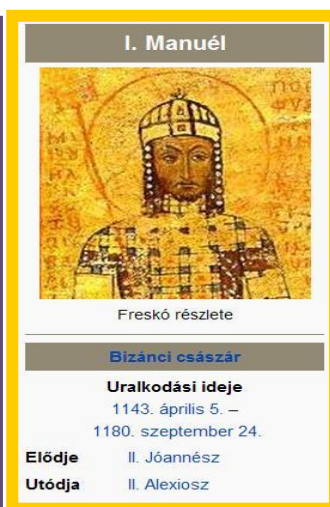 I. Manuél
Freskó részlete
Bizánci császár
Uralkodási ideje
1143. április 5. –
1180. szeptember 24.
Elődje II. Jóannész
Utódja II. Alexiosz